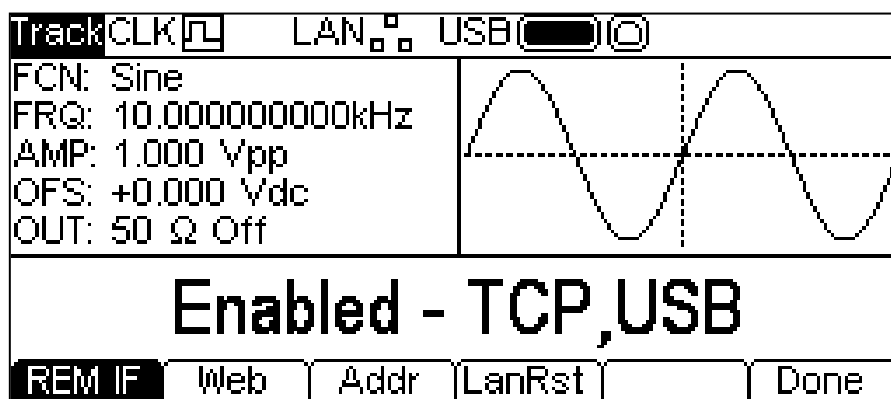 Track CLK LAN USB
FCN: Sine
FRQ: 10.000000000kHz
AMP: 1.000 Vpp
OFS: +0.000 Vdc
OUT: 50 Ω Off
Enabled - TCP,USB
REM IF Web Addr LanRst Done